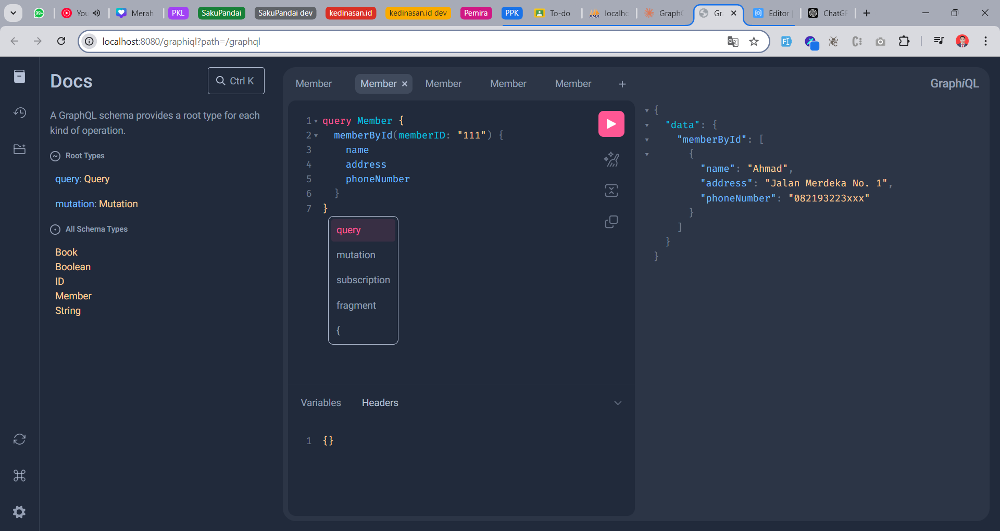 99+
You
Merah
PKL
SakuPandai
SakuPandai dev
kedinasan.id
kedinasan.id dev
Pemira
PPK
To-do
PMA
localho
Graph
Gr
Editor
ChatGP
localhost:8080/graphiql?path=/graphql
Docs
Ctrl K
A GraphQL schema provides a root type for each
kind of operation.
Root Types
query: Query
mutation: Mutation
All Schema Types
Book
Boolean
ID
Member
String
Member
Member
Member
Member
Member
GraphiQL
1 query Member {
2 memberById(memberID: "111") {
3 name
4 address
5 phoneNumber
6 }
7 }
query
mutation
subscription
fragment
{
Variables
Headers
1 {}
{
"data": {
"memberById": [
{
"name": "Ahmad",
"address": "Jalan Merdeka No. 1",
"phoneNumber": "082193223xxx"
}
]
}
}